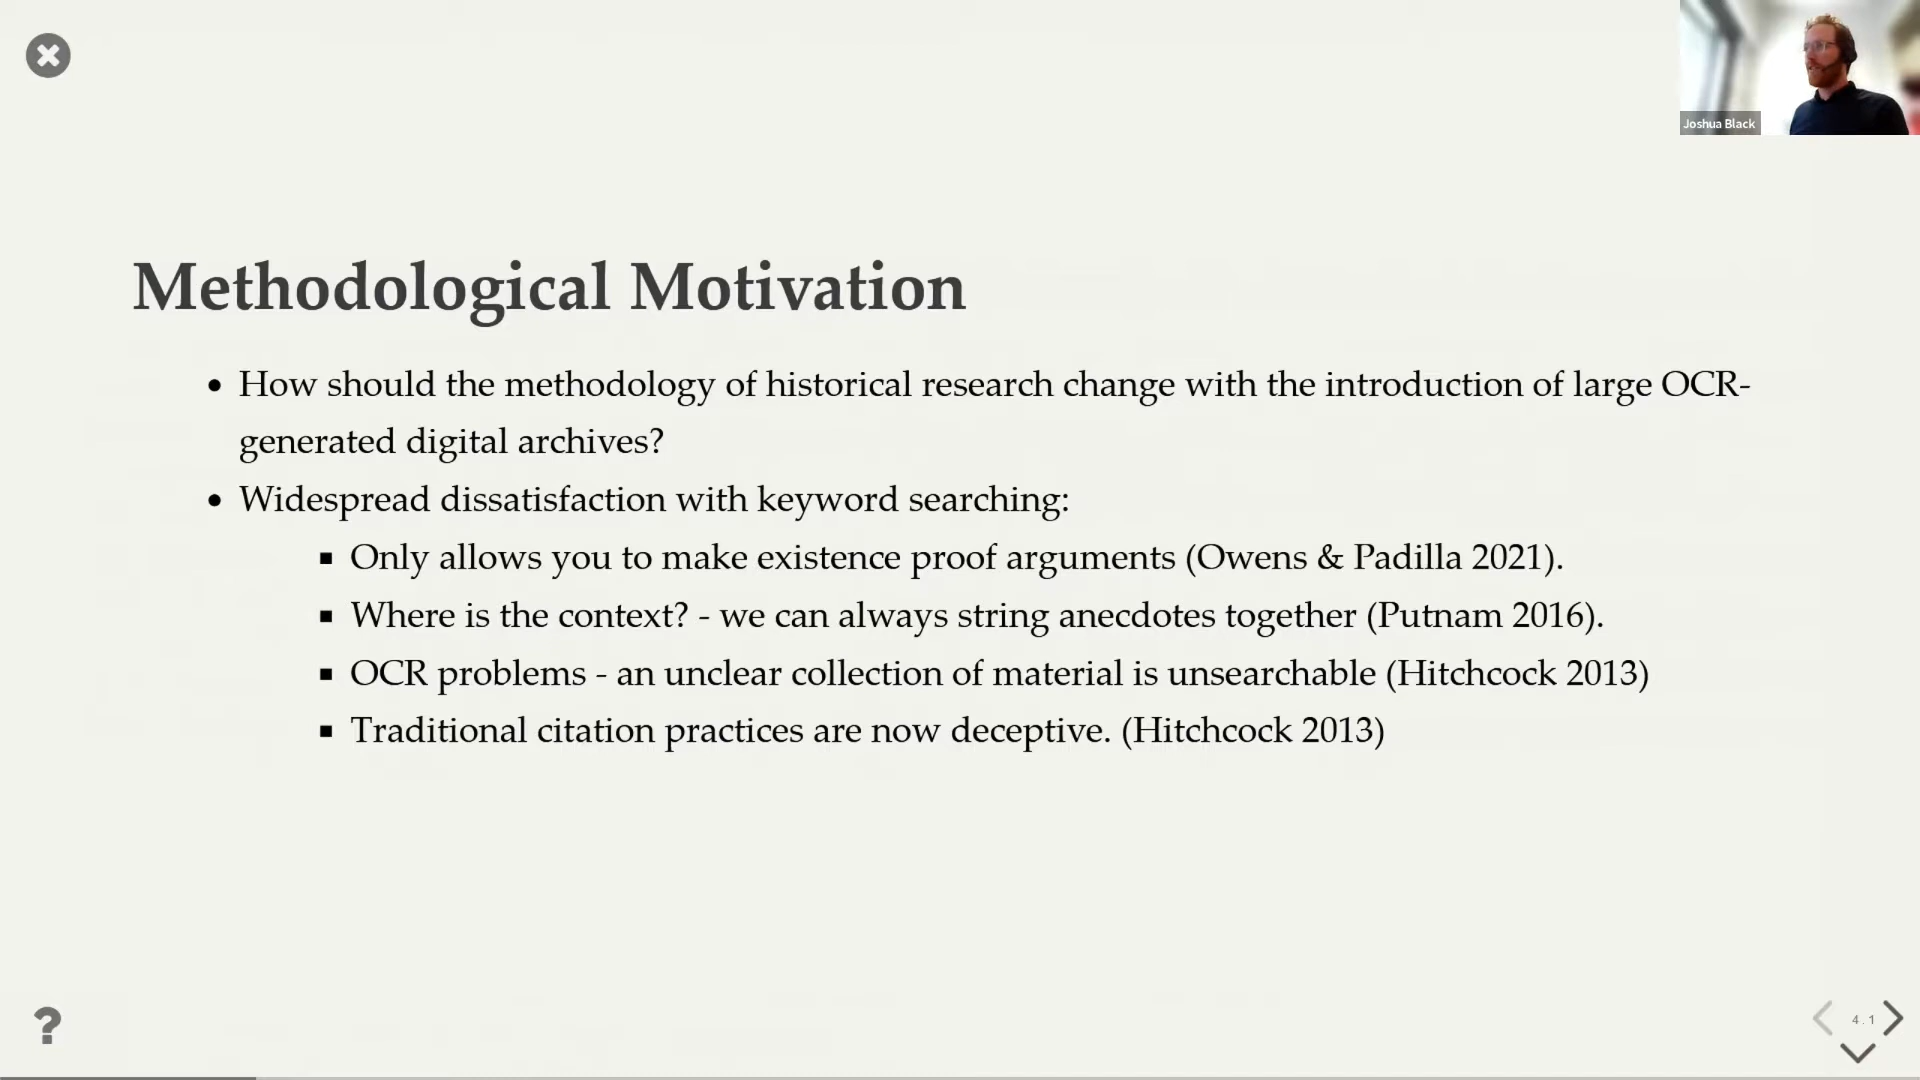 Joshua Black
Methodological Motivation
• How should the methodology of historical research change with the introduction of large OCR-
generated digital archives?
• Widespread dissatisfaction with keyword searching:
▪ Only allows you to make existence proof arguments (Owens & Padilla 2021).
▪ Where is the context? - we can always string anecdotes together (Putnam 2016).
▪ OCR problems - an unclear collection of material is unsearchable (Hitchcock 2013)
▪ Traditional citation practices are now deceptive. (Hitchcock 2013)
?
4.1